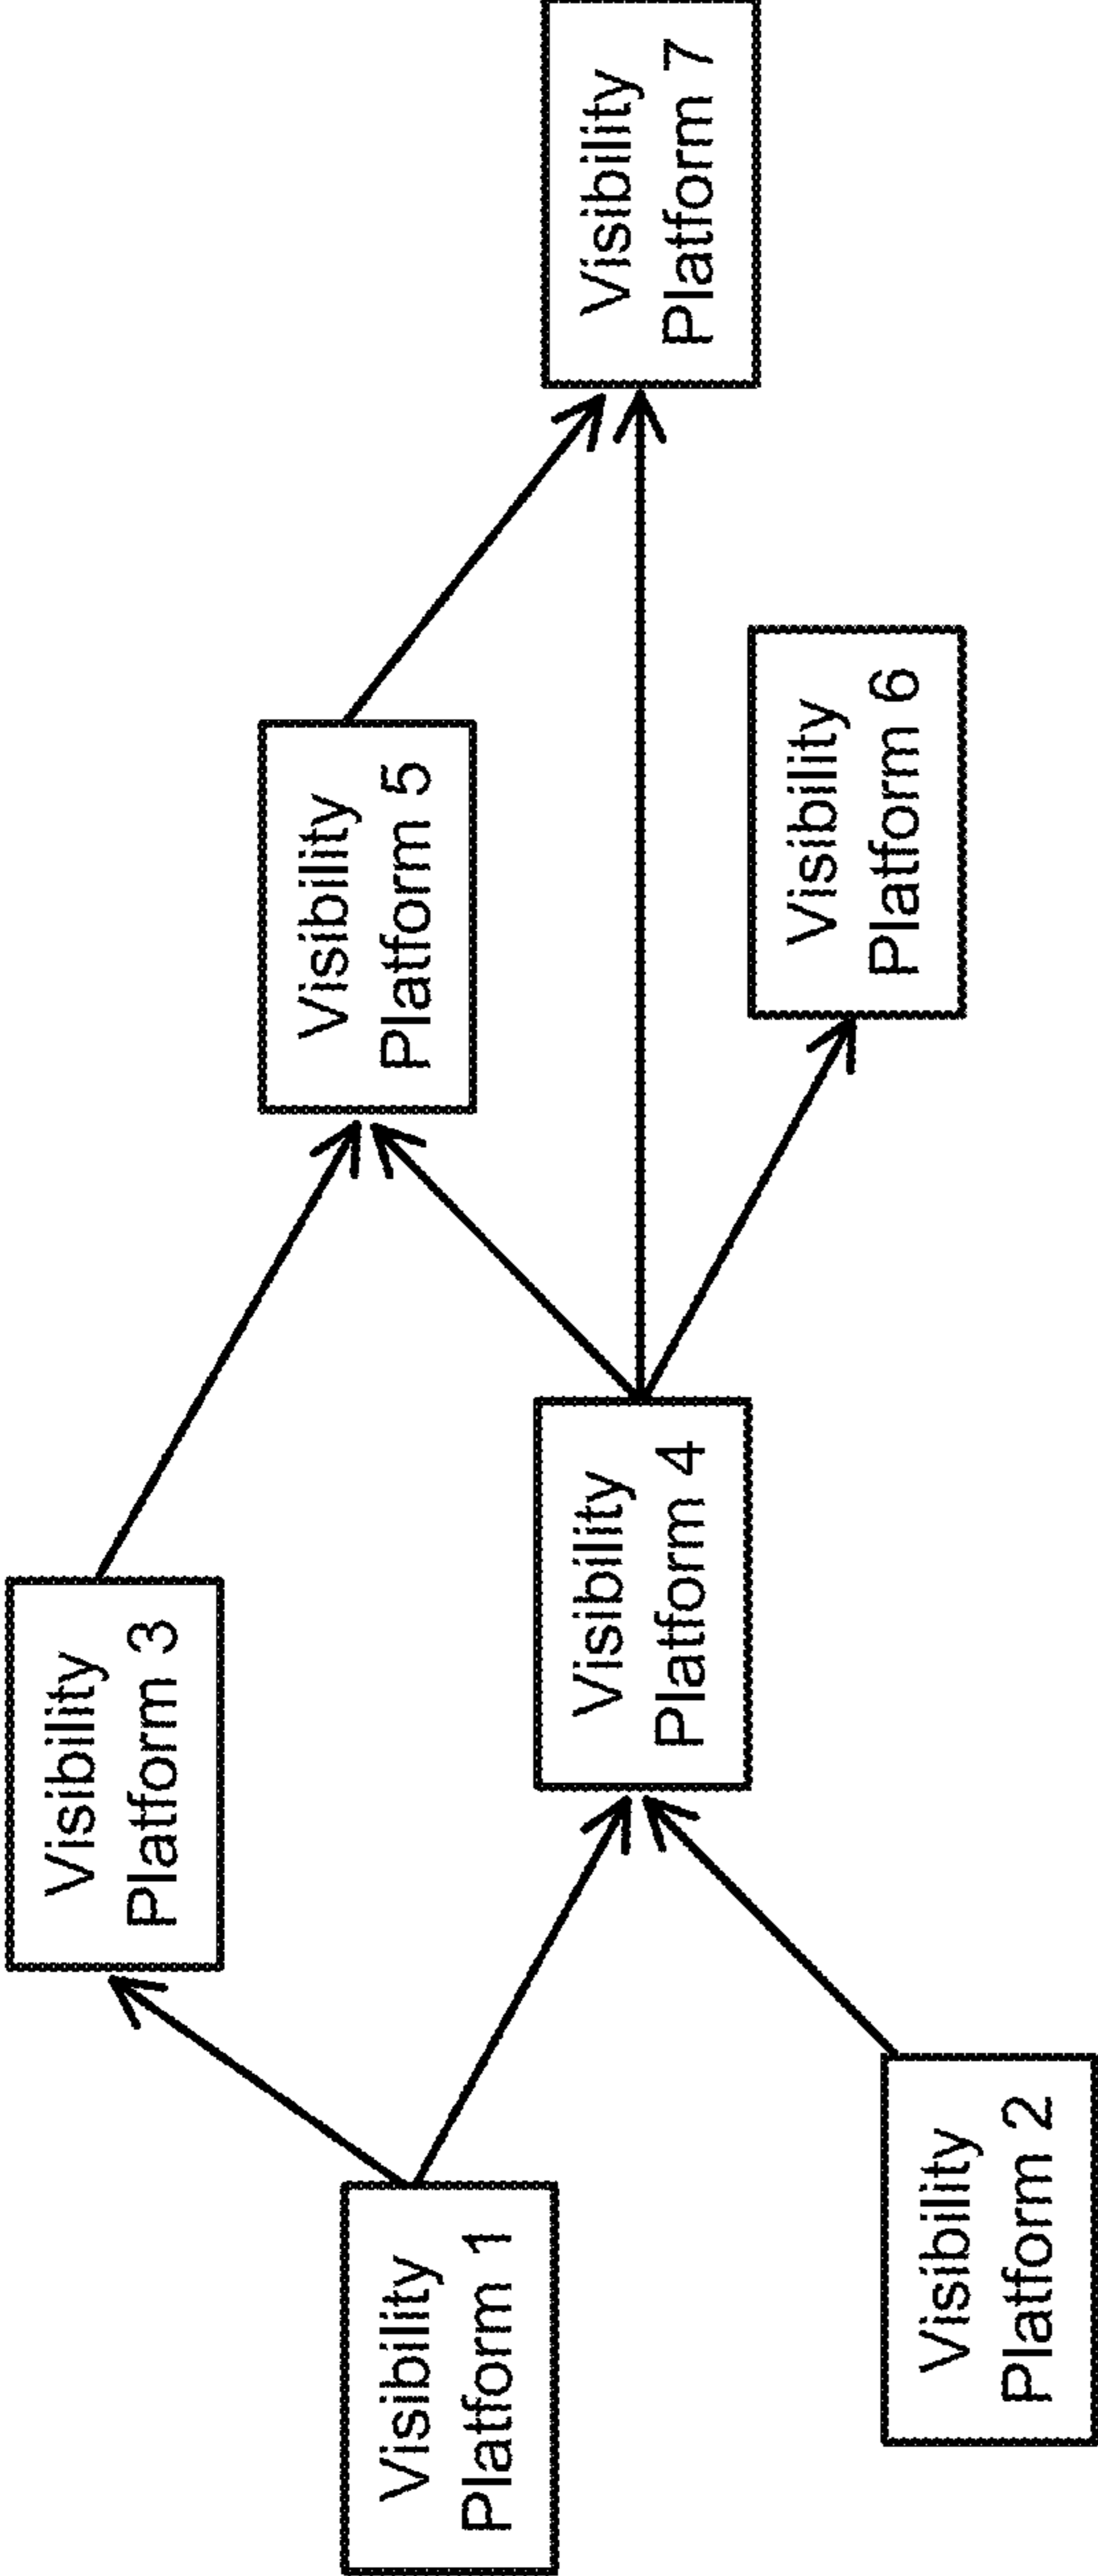 Visibility
Platform 1
Visibility
Platform 2
Visibility
Platform 3
Visibility
Platform 4
Visibility
Platform 5
Visibility
Platform 6
Visibility
Platform 7